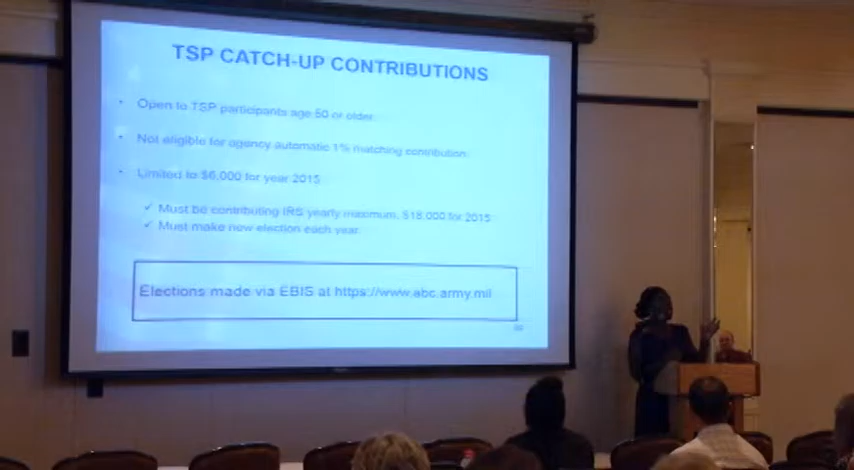 TSP CATCH-UP CONTRIBUTIONS
• Open to TSP participants age 50 or older
• Not eligible for agency automatic 1% matching contribution
• Limited to $6,000 for year 2015
✓ Must be contributing IRS yearly maximum, $18,000 for 2015
✓ Must make new election each year
Elections made via EBIS at https://www.abc.army.mil